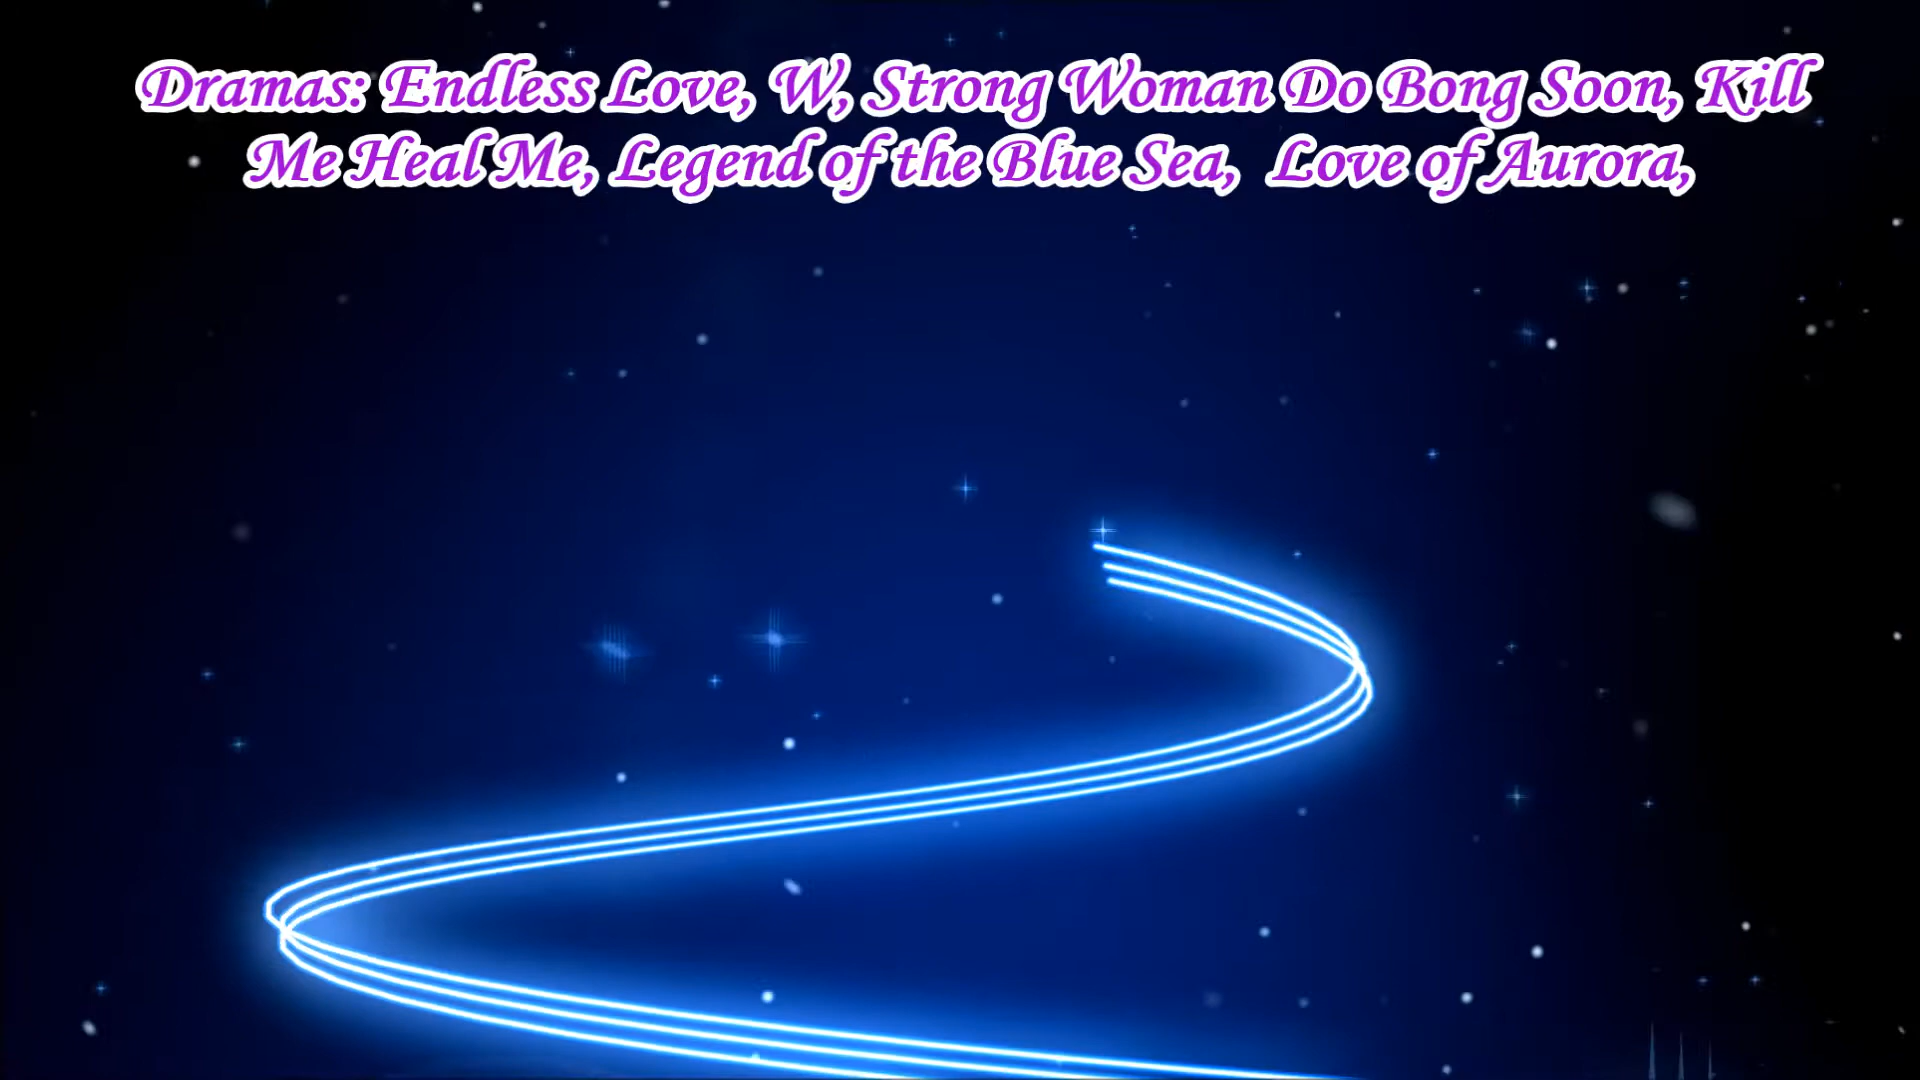 Dramas: Endless Love, W, Strong Woman Do Bong Soon, Kill
Me Heal Me, Legend of the Blue Sea,  Love of Aurora,